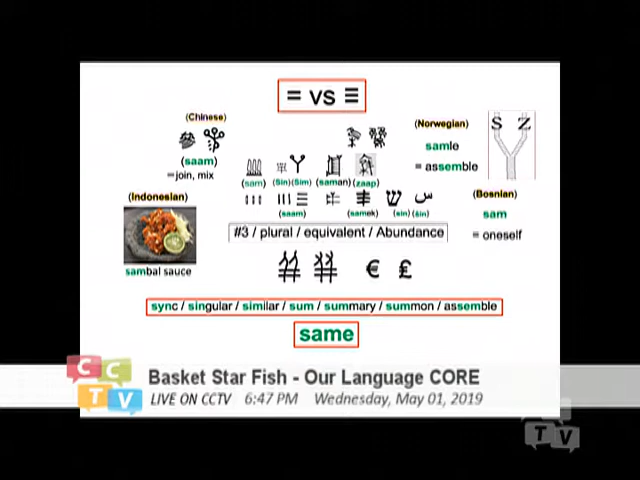 = vs ≡
(Chinese)
(saam)
=join, mix
(Norwegian)
samle
= assemble
S Z
(sam) (Sin)(Sim) (saman) (zaap)
(Indonesian)
sambal sauce
ש س
(saam) (samek) (sin) (sin)
(Bosnian)
sam
= oneself
#3 / plural / equivalent / Abundance
€ £
sync / singular / similar / sum / summary / summon / assemble
same
CCTV
Basket Star Fish - Our Language CORE
LIVE ON CCTV 6:47 PM Wednesday, May 01, 2019
TV